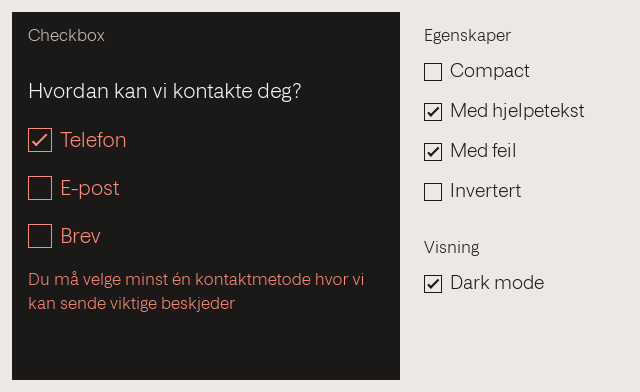 Checkbox
Hvordan kan vi kontakte deg?
Telefon
E-post
Brev
Du må velge minst én kontaktmetode hvor vi
kan sende viktige beskjeder
Egenskaper
Compact
Med hjelpetekst
Med feil
Invertert
Visning
Dark mode